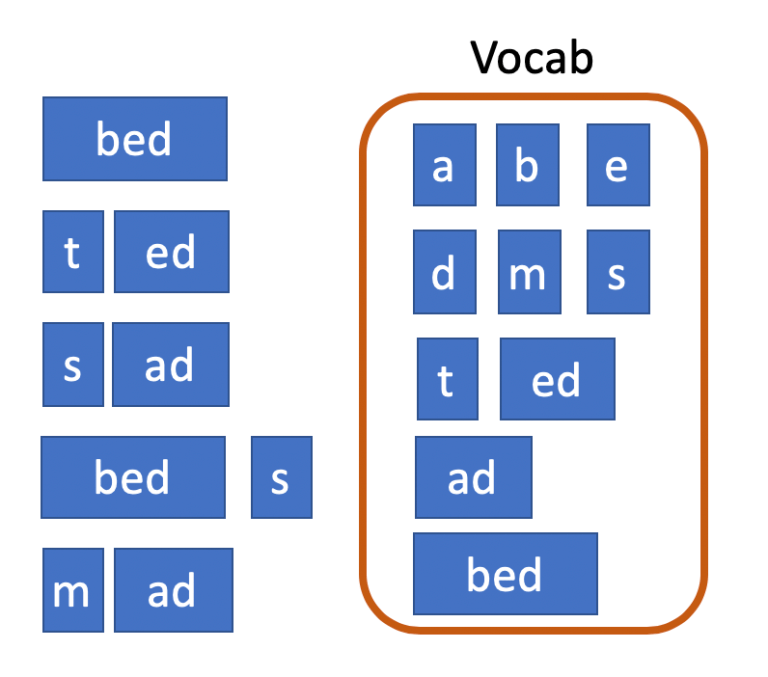 Vocab
bed
t ed
s ad
bed s
m ad
a b e
d m s
t ed
ad
bed